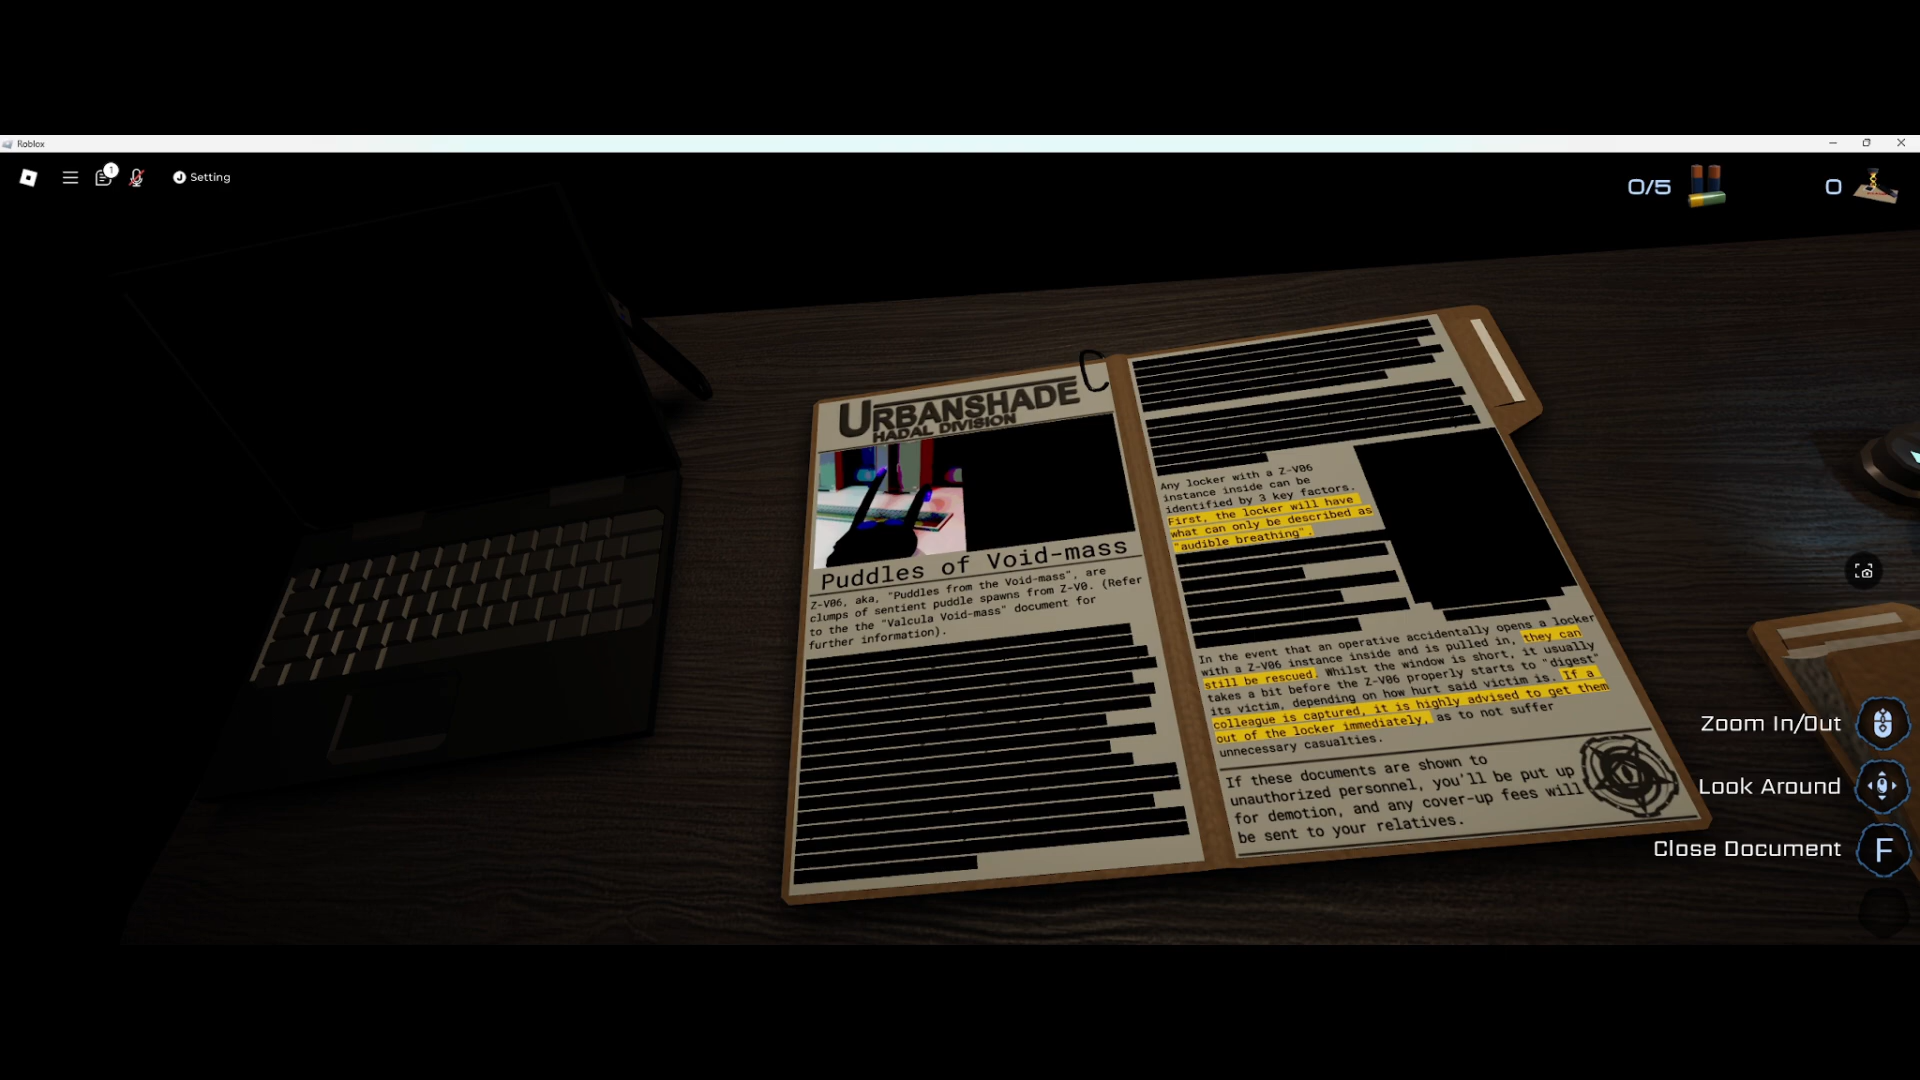 Roblox
1
Setting
0/5
0
URBANSHADE
HADAL DIVISION
Puddles of Void-mass
Z-V06, aka, "Puddles from the Void-mass", are
clumps of sentient puddle spawns from Z-V0. (Refer
to the the "Valcula Void-mass" document for
further information).
Any locker with a Z-V06
instance inside can be
identified by 3 key factors.
First, the locker will have
what can only be described as
"audible breathing".
In the event that an operative accidentally opens a locker
with a Z-V06 instance inside and is pulled in, they can
still be rescued. Whilst the window is short, it usually
takes a bit before the Z-V06 properly starts to "digest"
its victim, depending on how hurt said victim is. If a
colleague is captured, it is highly advised to get them
out of the locker immediately, as to not suffer
unnecessary casualties.
If these documents are shown to
unauthorized personnel, you'll be put up
for demotion, and any cover-up fees will
be sent to your relatives.
Zoom In/Out
Look Around
Close Document
F